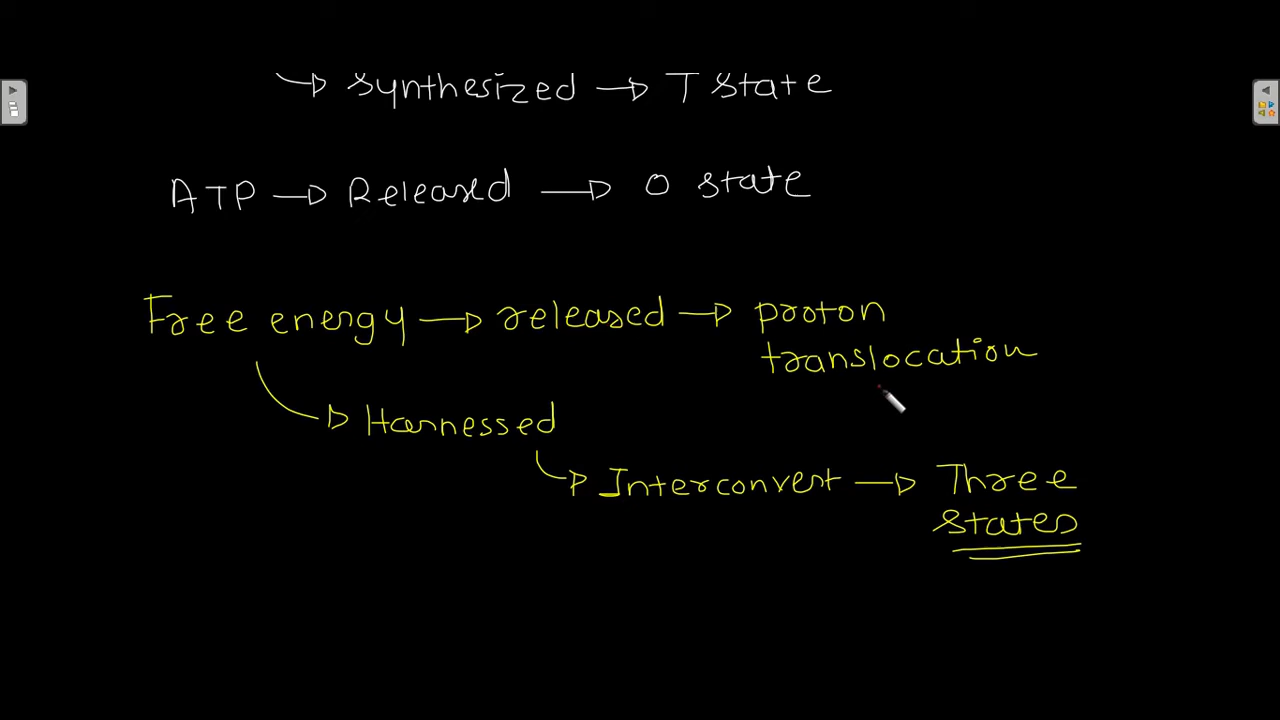 → synthesized → T state
ATP → Released → O state
Free energy → released → proton
translocation
→ Harnessed
→ Interconvert → Three
states